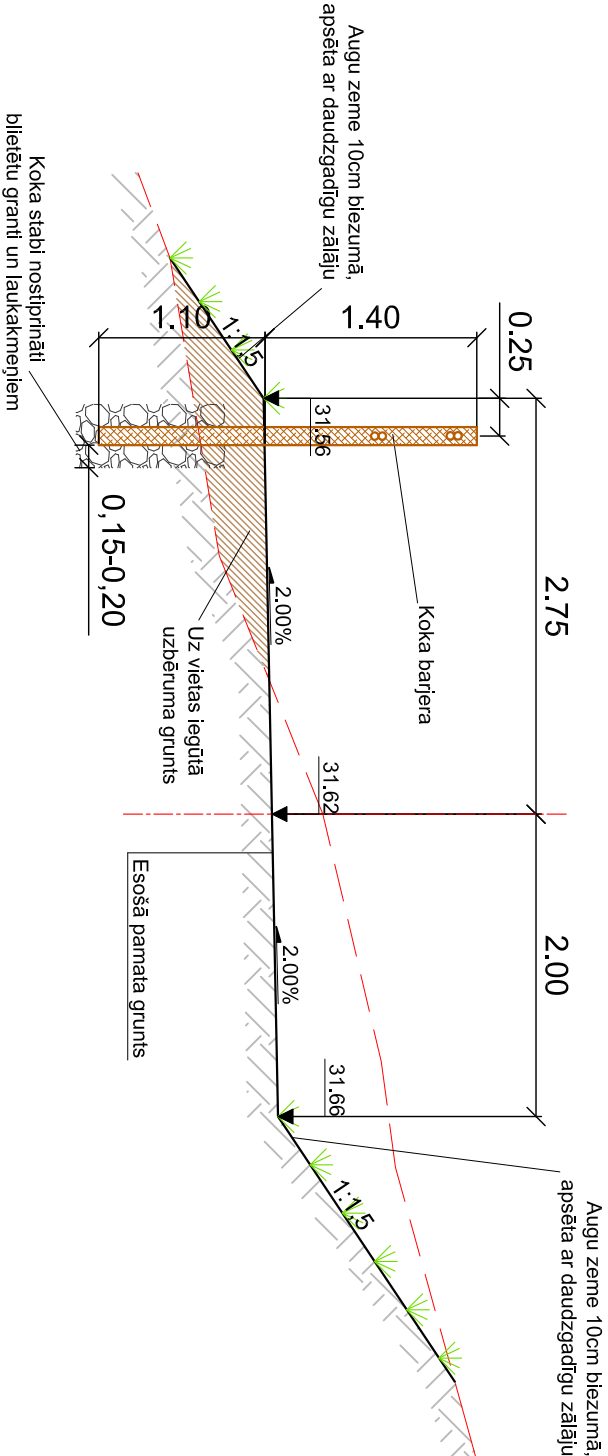 Augu zeme 10cm biezumā,
apsēta ar daudzgadīgu zālāju
Augu zeme 10cm biezumā,
apsēta ar daudzgadīgu zālāju
2.75
2.00
0.25
1.40
1.10
Koka barjera
31.56
31.62
31.66
2.00%
2.00%
1:1,5
1:1,5
Uz vietas iegūtā
uzbēruma grunts
Esošā pamata grunts
0,15-0,20
Koka stabi nostiprināti
blietētu granti un laukakmeņiem